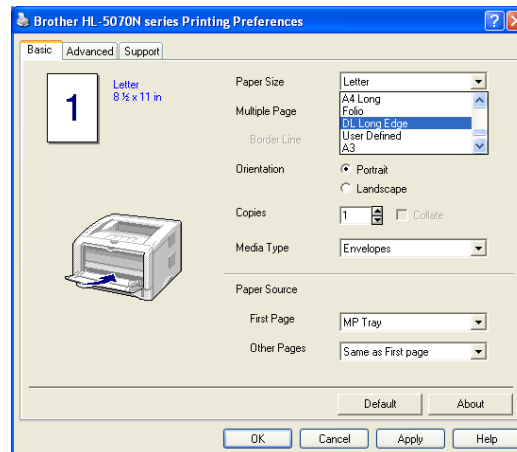 Brother HL-5070N series Printing Preferences
Basic Advanced Support
1
Letter
8 ½ x 11 in
Paper Size Letter
A4 Long
Folio
DL Long Edge
User Defined
A3
Multiple Page
Border Line
Orientation Portrait
Landscape
Copies 1 Collate
Media Type Envelopes
Paper Source
First Page MP Tray
Other Pages Same as First page
Default About
OK Cancel Apply Help